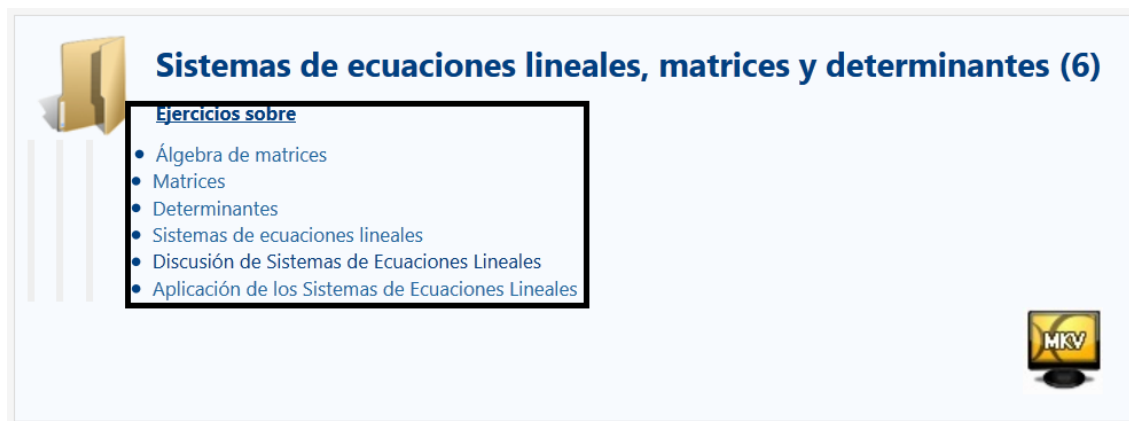 Sistemas de ecuaciones lineales, matrices y determinantes (6)
Ejercicios sobre
Álgebra de matrices
Matrices
Determinantes
Sistemas de ecuaciones lineales
Discusión de Sistemas de Ecuaciones Lineales
Aplicación de los Sistemas de Ecuaciones Lineales
MKV